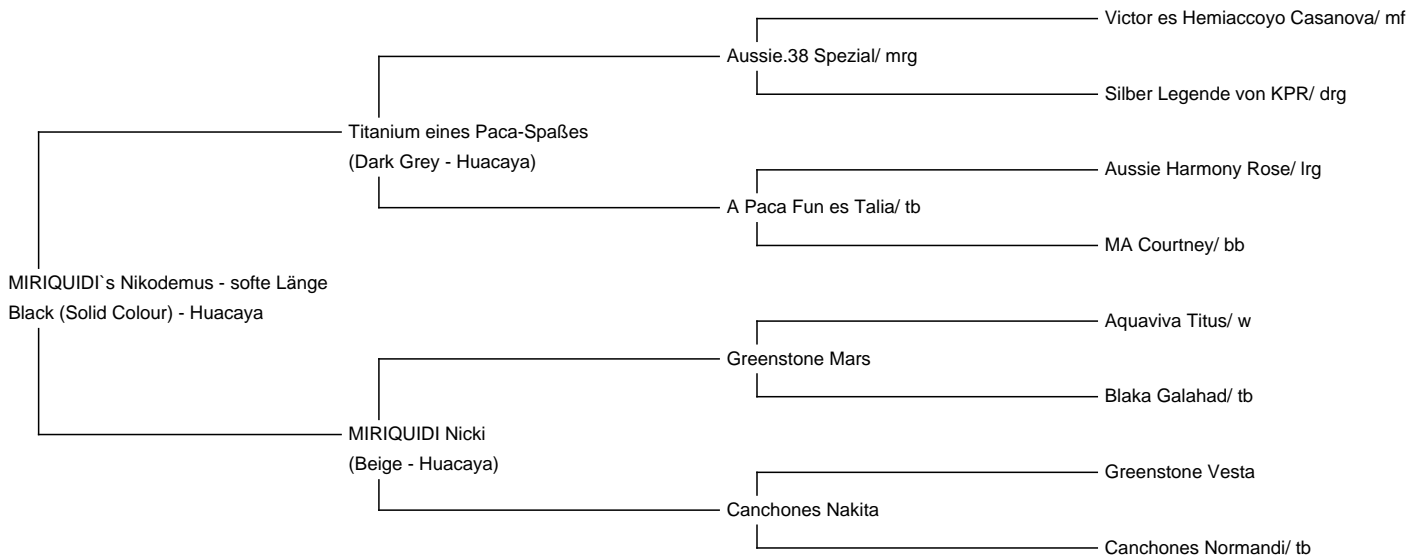 Victor es Hemiaccoyo Casanova/ mf
Aussie.38 Spezial/ mrg
Silber Legende von KPR/ drg
Titanium eines Paca-Spaßes
(Dark Grey - Huacaya)
Aussie Harmony Rose/ lrg
A Paca Fun es Talia/ tb
MA Courtney/ bb
MIRIQUIDI`s Nikodemus - softe Länge
Black (Solid Colour) - Huacaya
Aquaviva Titus/ w
Greenstone Mars
Blaka Galahad/ tb
MIRIQUIDI Nicki
(Beige - Huacaya)
Greenstone Vesta
Canchones Nakita
Canchones Normandi/ tb